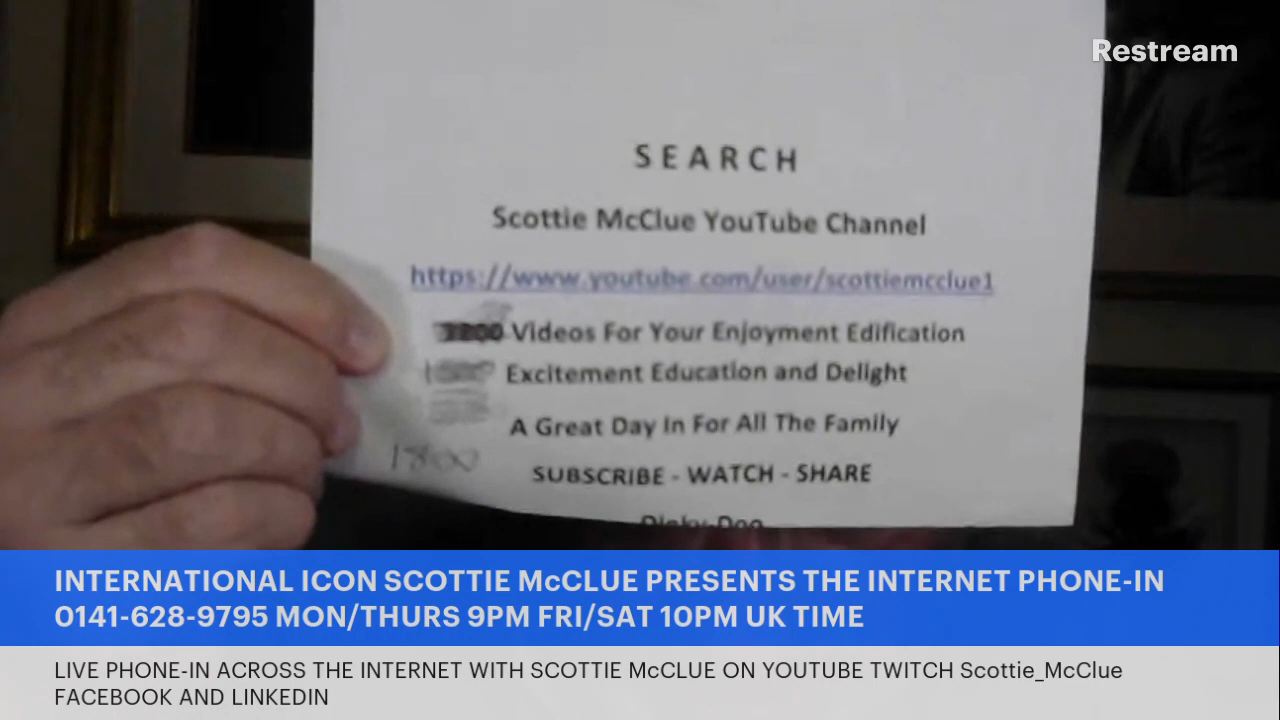 Restream
SEARCH
Scottie McClue YouTube Channel
https://www.youtube.com/user/scottiemcclue1
Videos For Your Enjoyment Edification
Excitement Education and Delight
A Great Day In For All The Family
1800
SUBSCRIBE - WATCH - SHARE
INTERNATIONAL ICON SCOTTIE McCLUE PRESENTS THE INTERNET PHONE-IN
0141-628-9795 MON/THURS 9PM FRI/SAT 10PM UK TIME
LIVE PHONE-IN ACROSS THE INTERNET WITH SCOTTIE McCLUE ON YOUTUBE TWITCH Scottie_McClue
FACEBOOK AND LINKEDIN